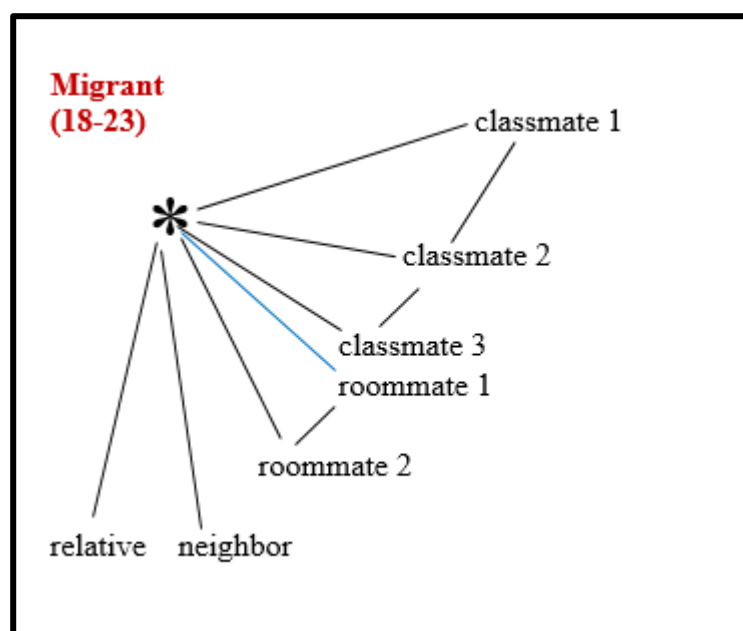 Migrant
(18-23)
classmate 1
*
classmate 2
classmate 3
roommate 1
roommate 2
relative neighbor